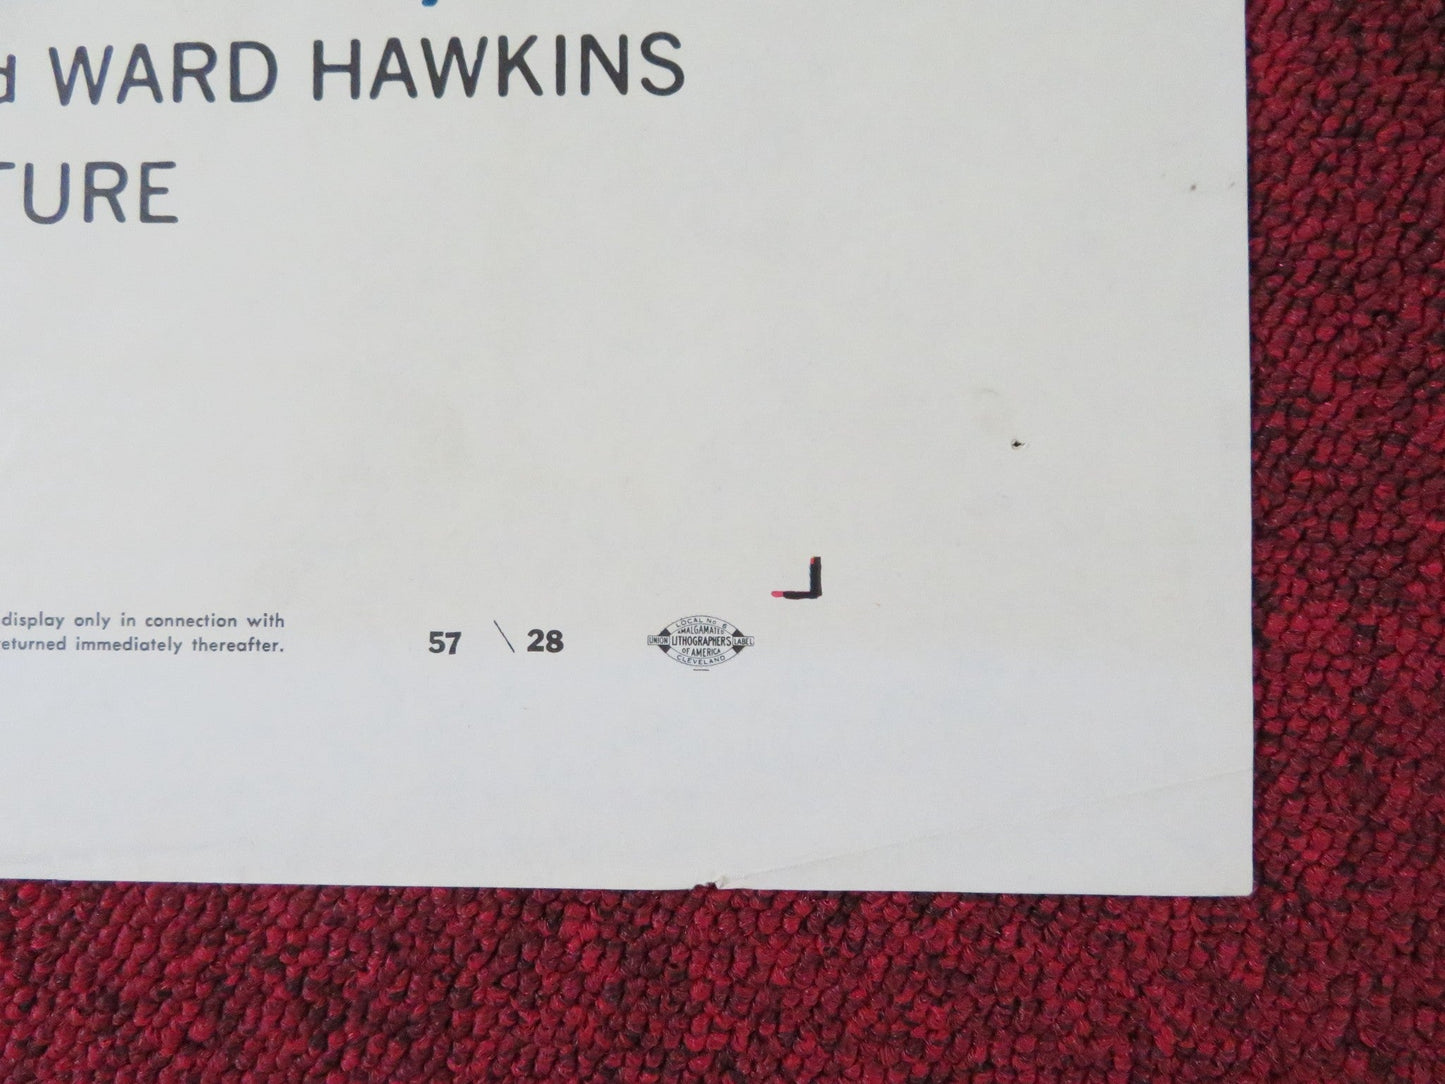 WARD HAWKINS
TURE
display only in connection with
returned immediately thereafter.
57 \ 28
LOCAL No. 6
AMALGAMATED
UNION LITHOGRAPHERS LABEL
OF AMERICA
CLEVELAND